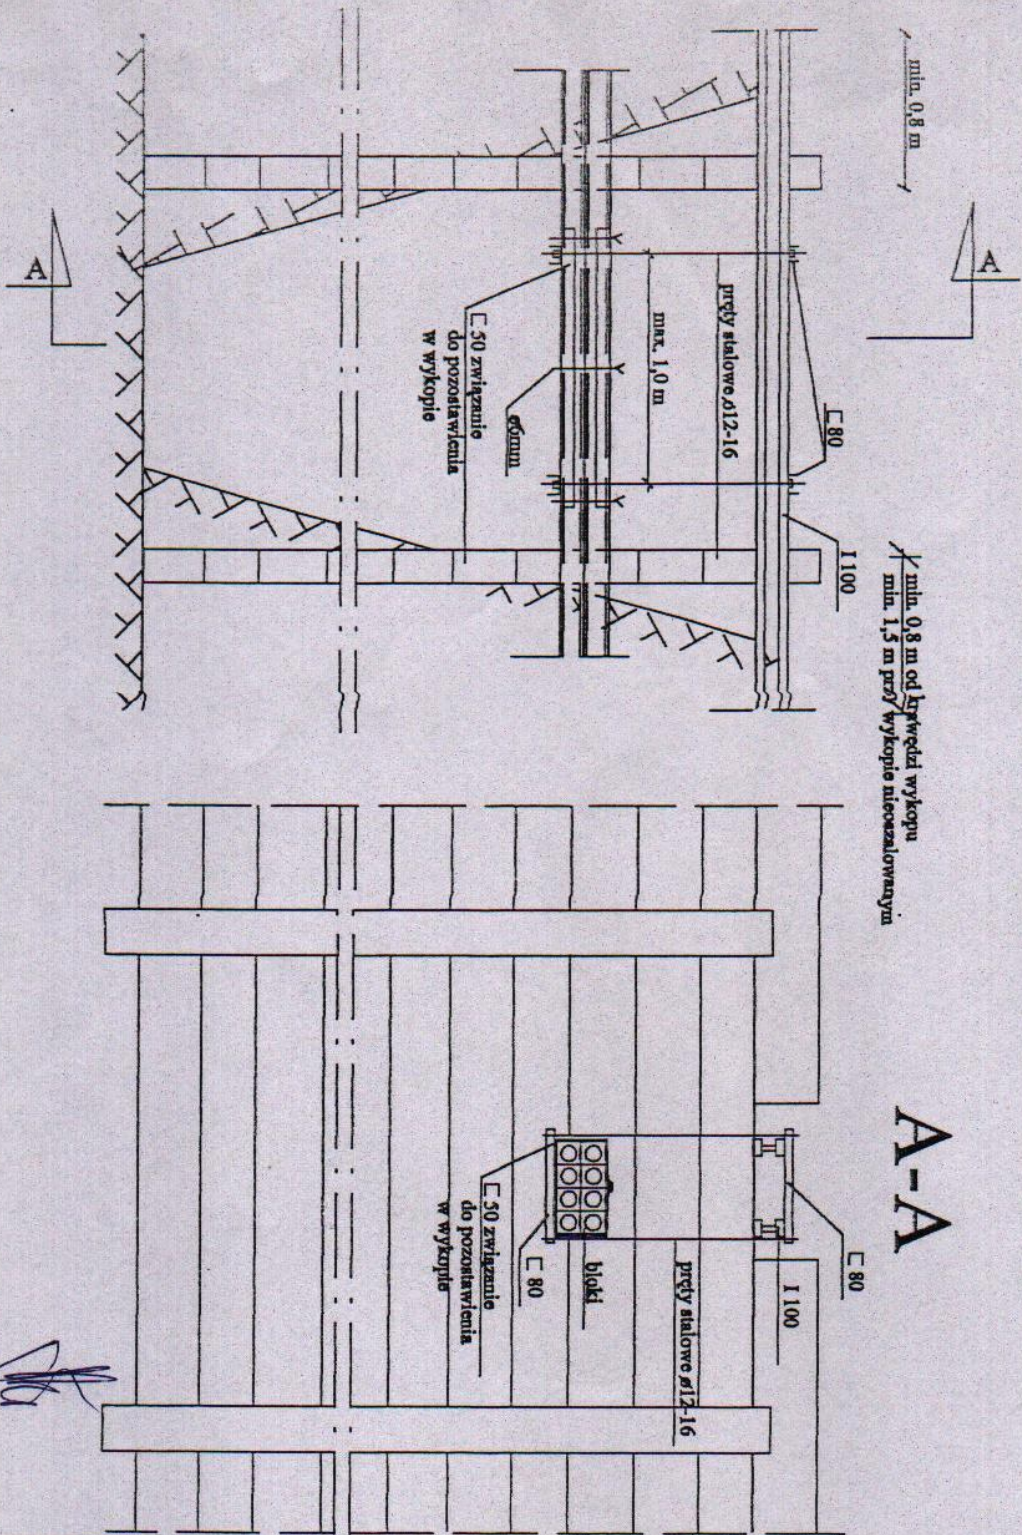 min. 0,8 m
min. 0,8 m od krawędzi wykopu
min. 1,5 m przy wykopie nieoszalowanym
A
A
⊏ 80
I 100
pręty stalowe ø12-16
max. 1,0 m
ø6mm
⊏ 50 związanie
do pozostawienia
w wykopie
A-A
⊏ 80
I 100
pręty stalowe ø12-16
bloki
⊏ 80
⊏ 50 związanie
do pozostawienia
w wykopie